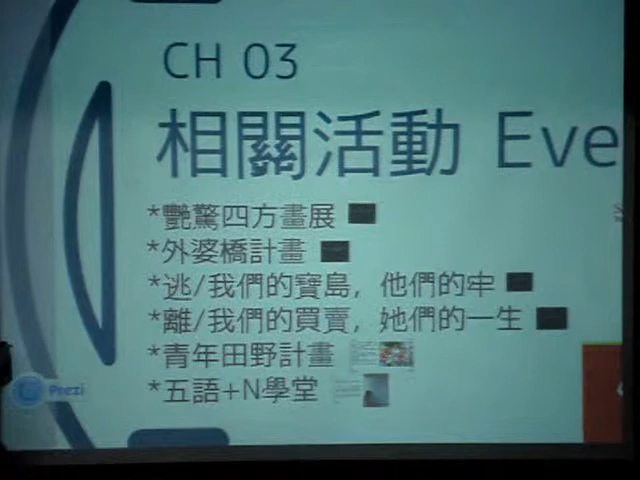 CH 03
相關活動 Eve
*艷驚四方畫展
*外婆橋計畫
*逃/我們的寶島，他們的牢
*離/我們的買賣，她們的一生
*青年田野計畫
*五語+N學堂
Prezi